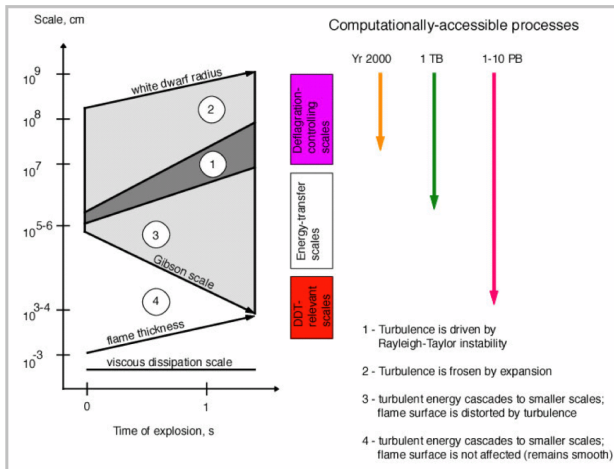 Scale, cm
Computationally-accessible processes
Yr 2000
1 TB
1-10 PB
10^9
10^8
10^7
10^5-6
10^3-4
10^-3
white dwarf radius
2
1
3
Gibson scale
4
flame thickness
viscous dissipation scale
0
1
Time of explosion, s
Deflagration-
controlling
scales
Energy-transfer
scales
DDT-
relevant
scales
1 - Turbulence is driven by
Rayleigh-Taylor instability
2 - Turbulence is frozen by expansion
3 - turbulent energy cascades to smaller scales;
flame surface is distorted by turbulence
4 - turbulent energy cascades to smaller scales;
flame surface is not affected (remains smooth)